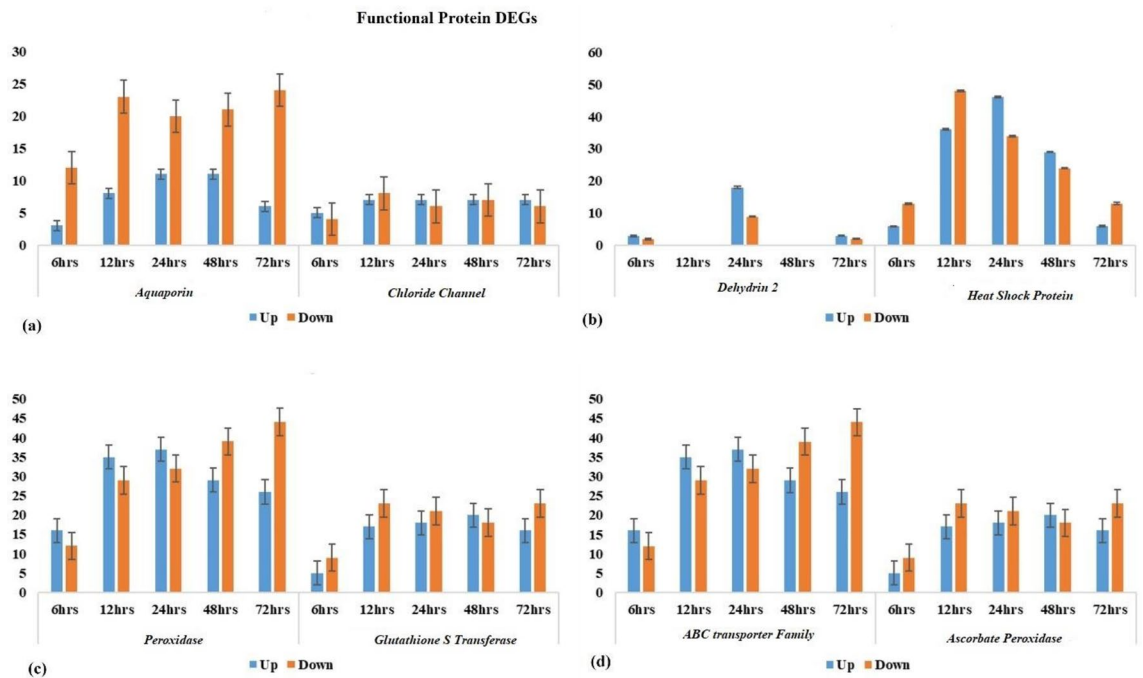 Functional Protein DEGs
30
25
20
15
10
5
0
6hrs 12hrs 24hrs 48hrs 72hrs 6hrs 12hrs 24hrs 48hrs 72hrs
Aquaporin Chloride Channel
(a)
Up Down
60
50
40
30
20
10
0
6hrs 12hrs 24hrs 48hrs 72hrs 6hrs 12hrs 24hrs 48hrs 72hrs
Dehydrin 2 Heat Shock Protein
(b)
Up Down
50
45
40
35
30
25
20
15
10
5
0
6hrs 12hrs 24hrs 48hrs 72hrs 6hrs 12hrs 24hrs 48hrs 72hrs
Peroxidase Glutathione S Transferase
(c)
Up Down
50
45
40
35
30
25
20
15
10
5
0
6hrs 12hrs 24hrs 48hrs 72hrs 6hrs 12hrs 24hrs 48hrs 72hrs
ABC transporter Family Ascorbate Peroxidase
(d)
Up Down